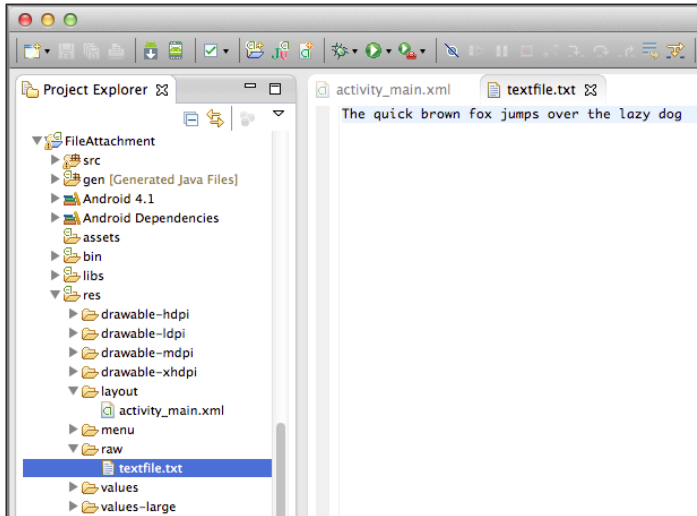 Project Explorer
activity_main.xml
textfile.txt
The quick brown fox jumps over the lazy dog
FileAttachment
src
gen [Generated Java Files]
Android 4.1
Android Dependencies
assets
bin
libs
res
drawable-hdpi
drawable-ldpi
drawable-mdpi
drawable-xhdpi
layout
activity_main.xml
menu
raw
textfile.txt
values
values-large